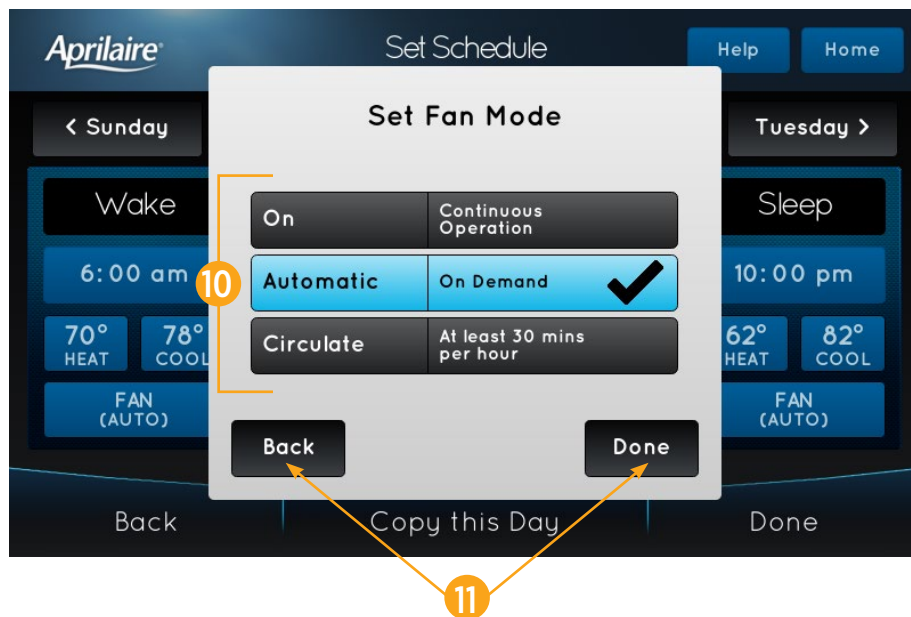 Aprilaire®
Set Schedule
Help
Home
< Sunday
Set Fan Mode
Tuesday >
Wake
Sleep
10
On
Continuous
Operation
Automatic
On Demand
Circulate
At least 30 mins
per hour
6:00 am
10:00 pm
70°
HEAT
78°
COOL
62°
HEAT
82°
COOL
FAN
(AUTO)
FAN
(AUTO)
Back
Done
Back
Copy this Day
Done
11